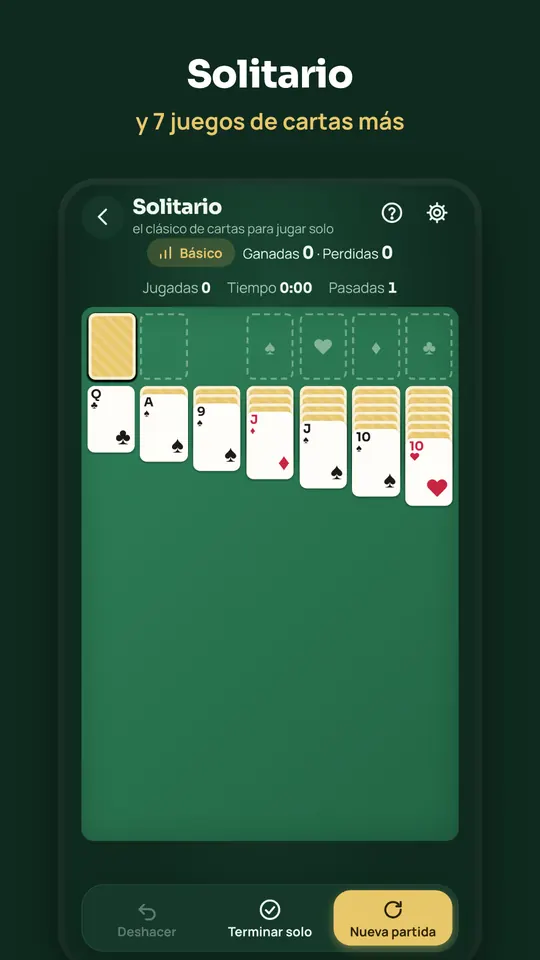 Solitario
y 7 juegos de cartas más
Solitario
el clásico de cartas para jugar solo
Básico Ganadas 0 · Perdidas 0
Jugadas 0 Tiempo 0:00 Pasadas 1
Q A 9 J J 10 10
Deshacer Terminar solo Nueva partida